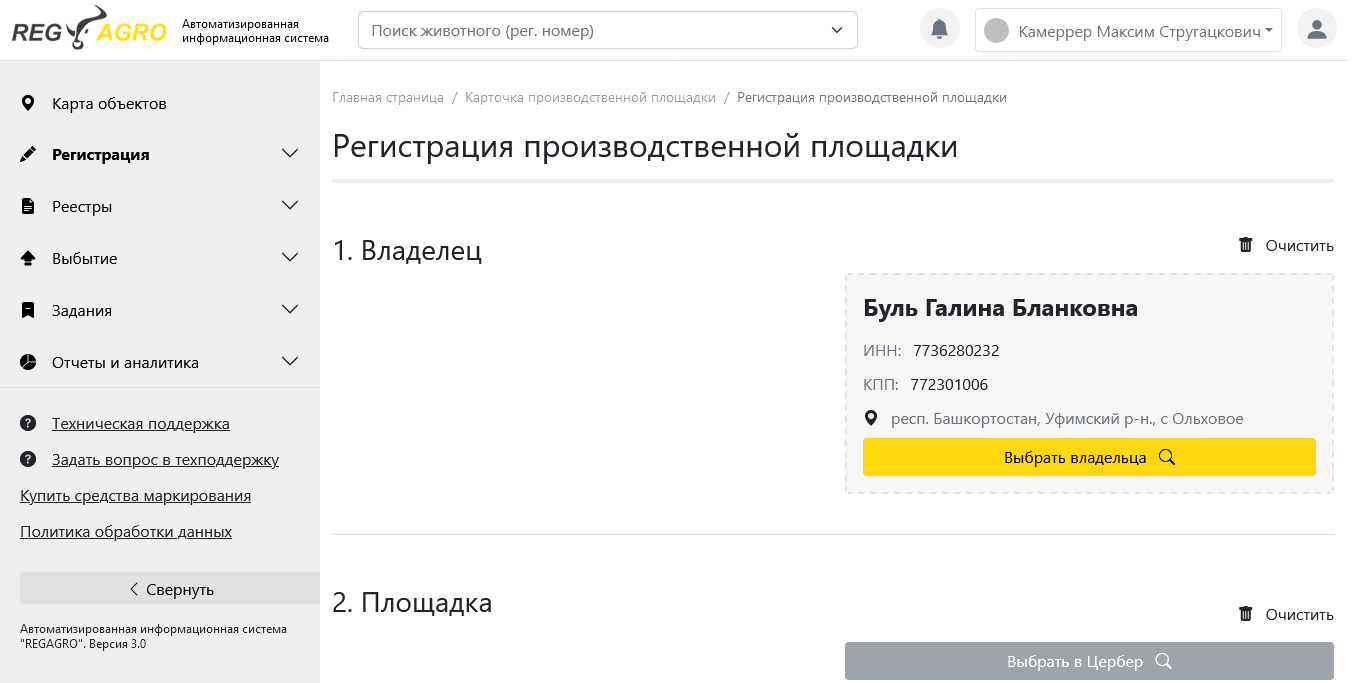 REG AGRO
Автоматизированная
информационная система
Поиск животного (рег. номер)
Камеррер Максим Стругацкович
Карта объектов
Регистрация
Реестры
Выбытие
Задания
Отчеты и аналитика
Техническая поддержка
Задать вопрос в техподдержку
Купить средства маркирования
Политика обработки данных
Свернуть
Автоматизированная информационная система
"REGAGRO". Версия 3.0
Главная страница / Карточка производственной площадки / Регистрация производственной площадки
Регистрация производственной площадки
1. Владелец
Очистить
Буль Галина Бланковна
ИНН: 7736280232
КПП: 772301006
респ. Башкортостан, Уфимский р-н., с Ольховое
Выбрать владельца
2. Площадка
Очистить
Выбрать в Цербер